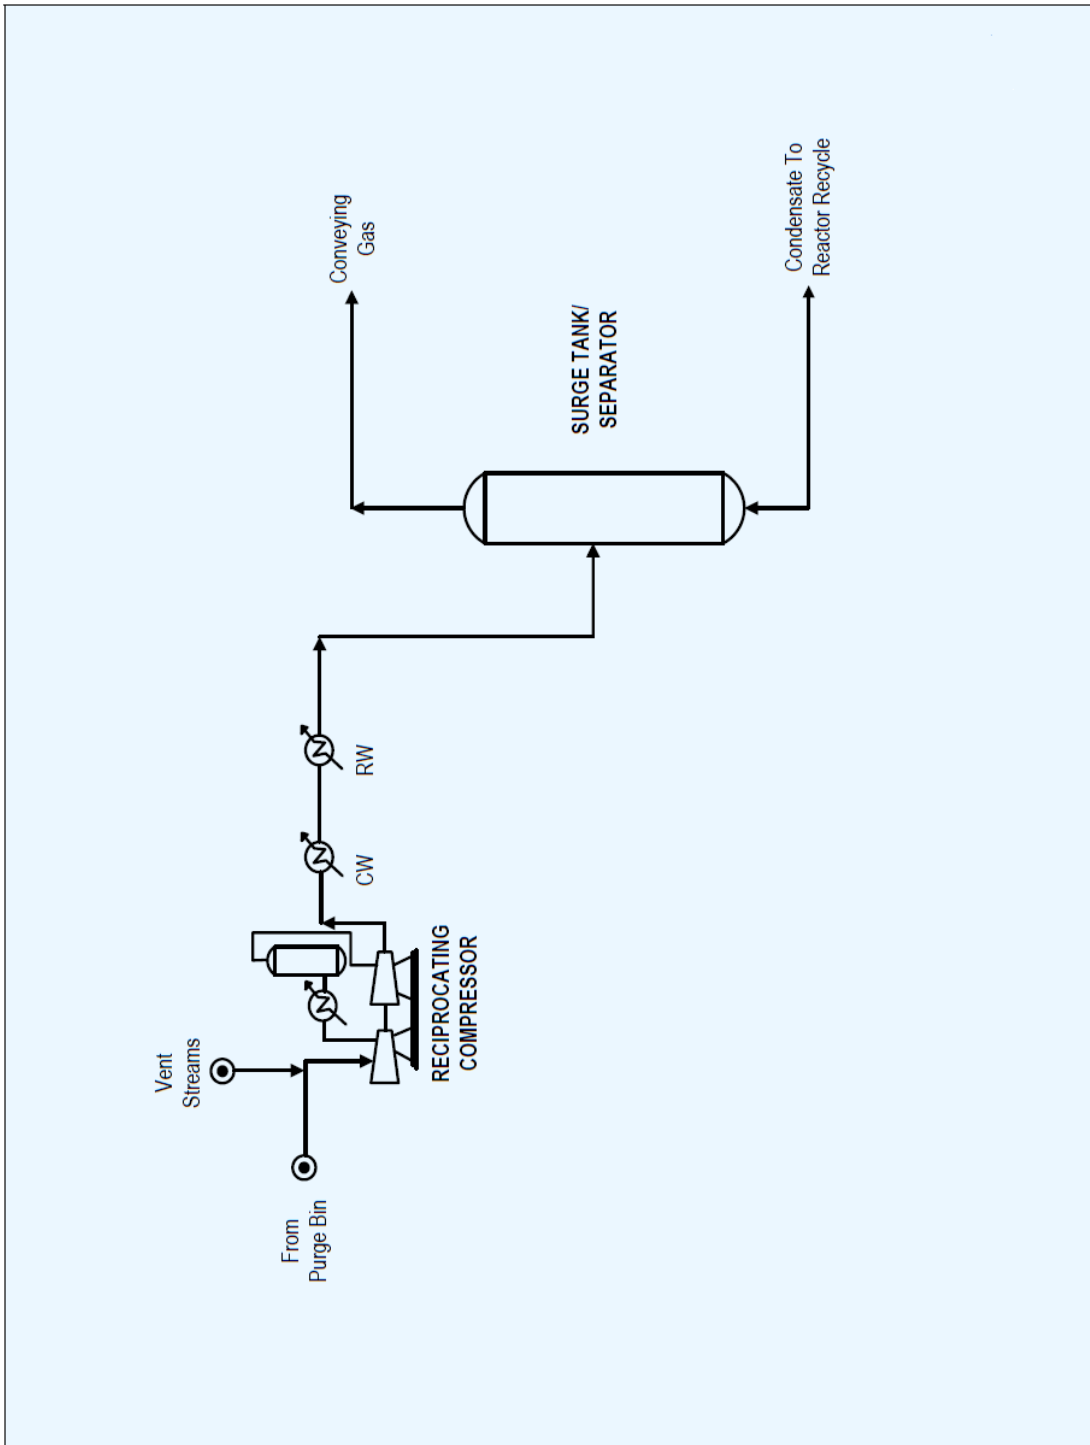 Vent
Streams
From
Purge Bin
RECIPROCATING
COMPRESSOR
CW
RW
SURGE TANK/
SEPARATOR
Conveying
Gas
Condensate To
Reactor Recycle